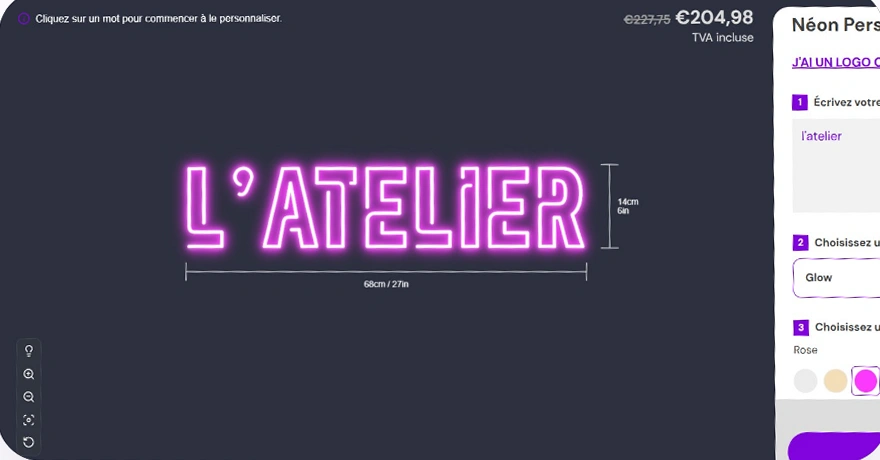 Cliquez sur un mot pour commencer à le personnaliser.
€227,75 €204,98
TVA incluse
L'ATELIER
14cm
6in
68cm / 27in
Néon Pers
J'AI UN LOGO
1 Écrivez votre
l'atelier
2 Choisissez u
Glow
3 Choisissez u
Rose